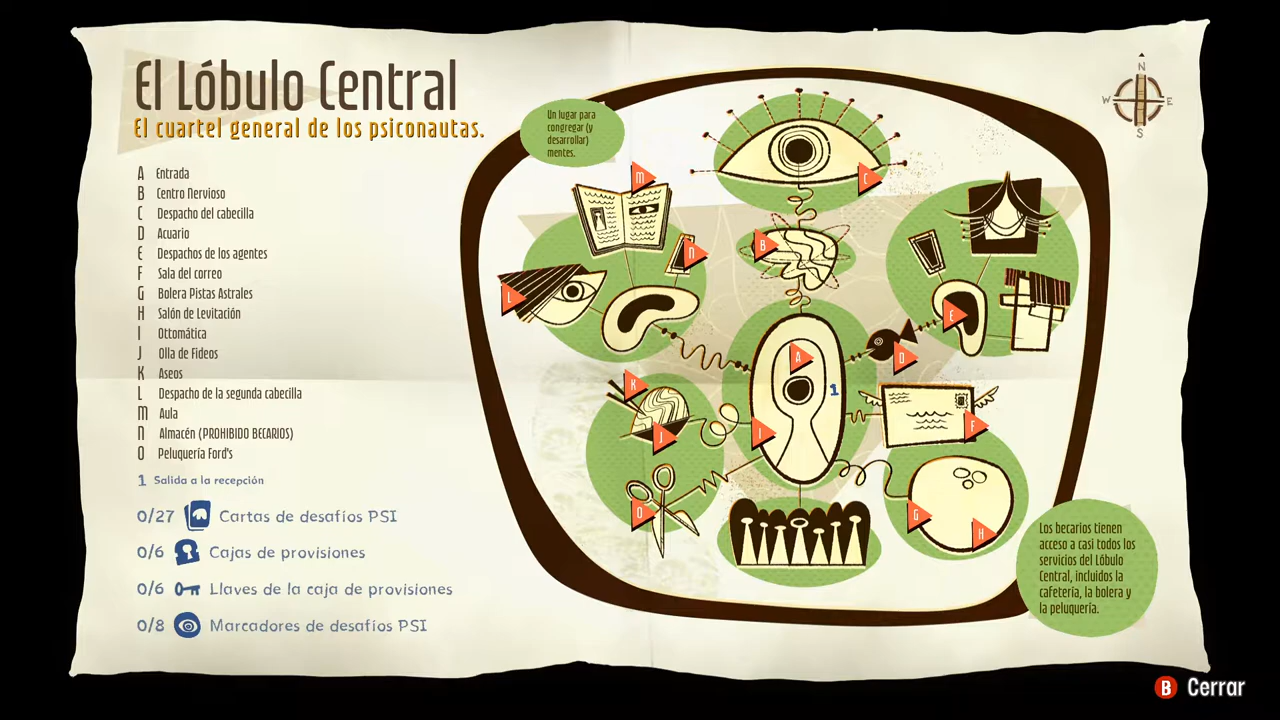 El Lóbulo Central
El cuartel general de los psiconautas.
A Entrada
B Centro Nervioso
C Despacho del cabecilla
D Acuario
E Despachos de los agentes
F Sala del correo
G Bolera Pistas Astrales
H Salón de Levitación
I Ottomática
J Olla de Fideos
K Aseos
L Despacho de la segunda cabecilla
M Aula
N Almacén (PROHIBIDO BECARIOS)
O Peluquería Ford's
1 Salida a la recepción
0/27 Cartas de desafíos PSI
0/6 Cajas de provisiones
0/6 Llaves de la caja de provisiones
0/8 Marcadores de desafíos PSI
Un lugar para
congregar (y
desarrollar)
mentes.
N
W E
S
M
C
N
B
L
E
A
D
K
1
J
I
F
O
G
H
Los becarios tienen
acceso a casi todos los
servicios del Lóbulo
Central, incluidos la
cafetería, la bolera y
la peluquería.
B Cerrar